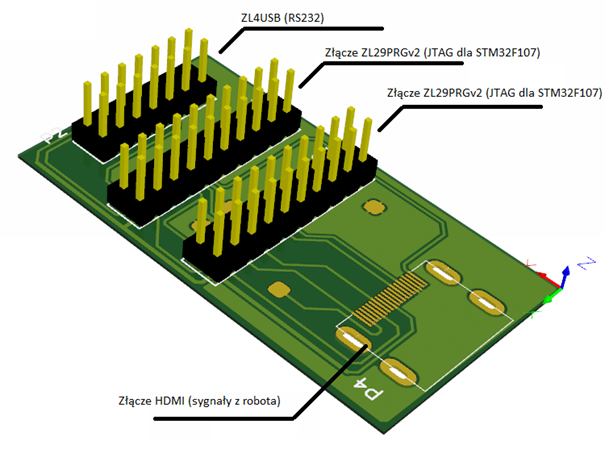 ZL4USB (RS232)
Złącze ZL29PRGv2 (JTAG dla STM32F107)
Złącze ZL29PRGv2 (JTAG dla STM32F107)
Złącze HDMI (sygnały z robota)
P4
Z